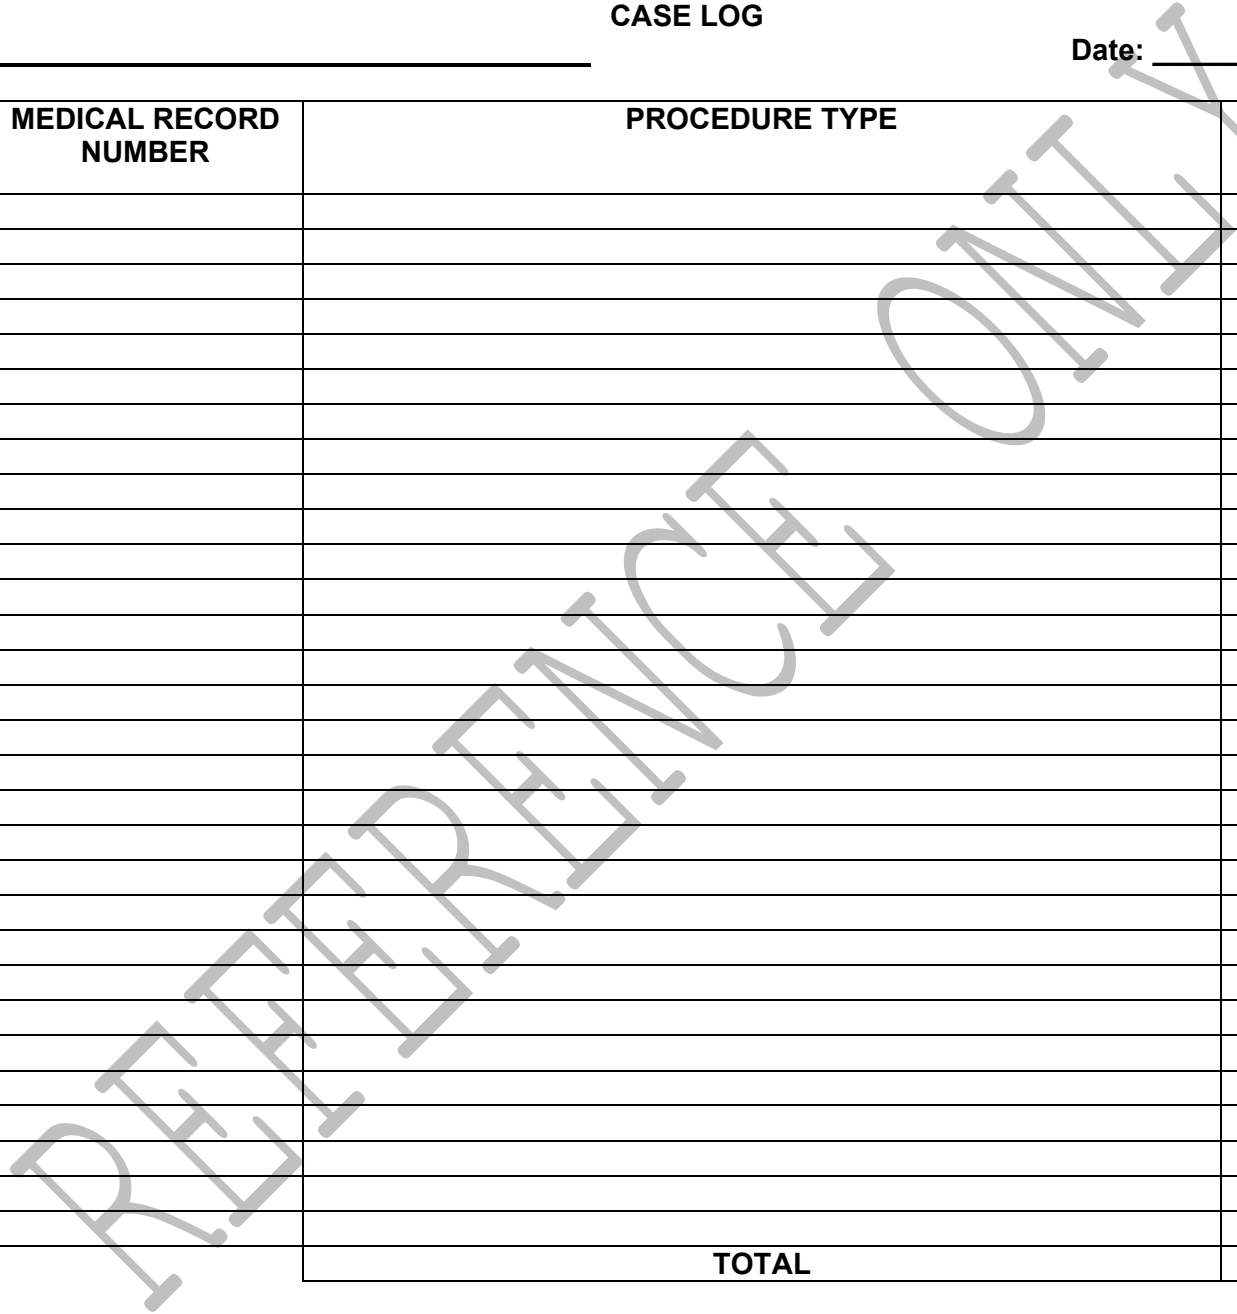 CASE LOG
Date:
MEDICAL RECORD NUMBER
PROCEDURE TYPE
TOTAL
REFERENCE ONLY